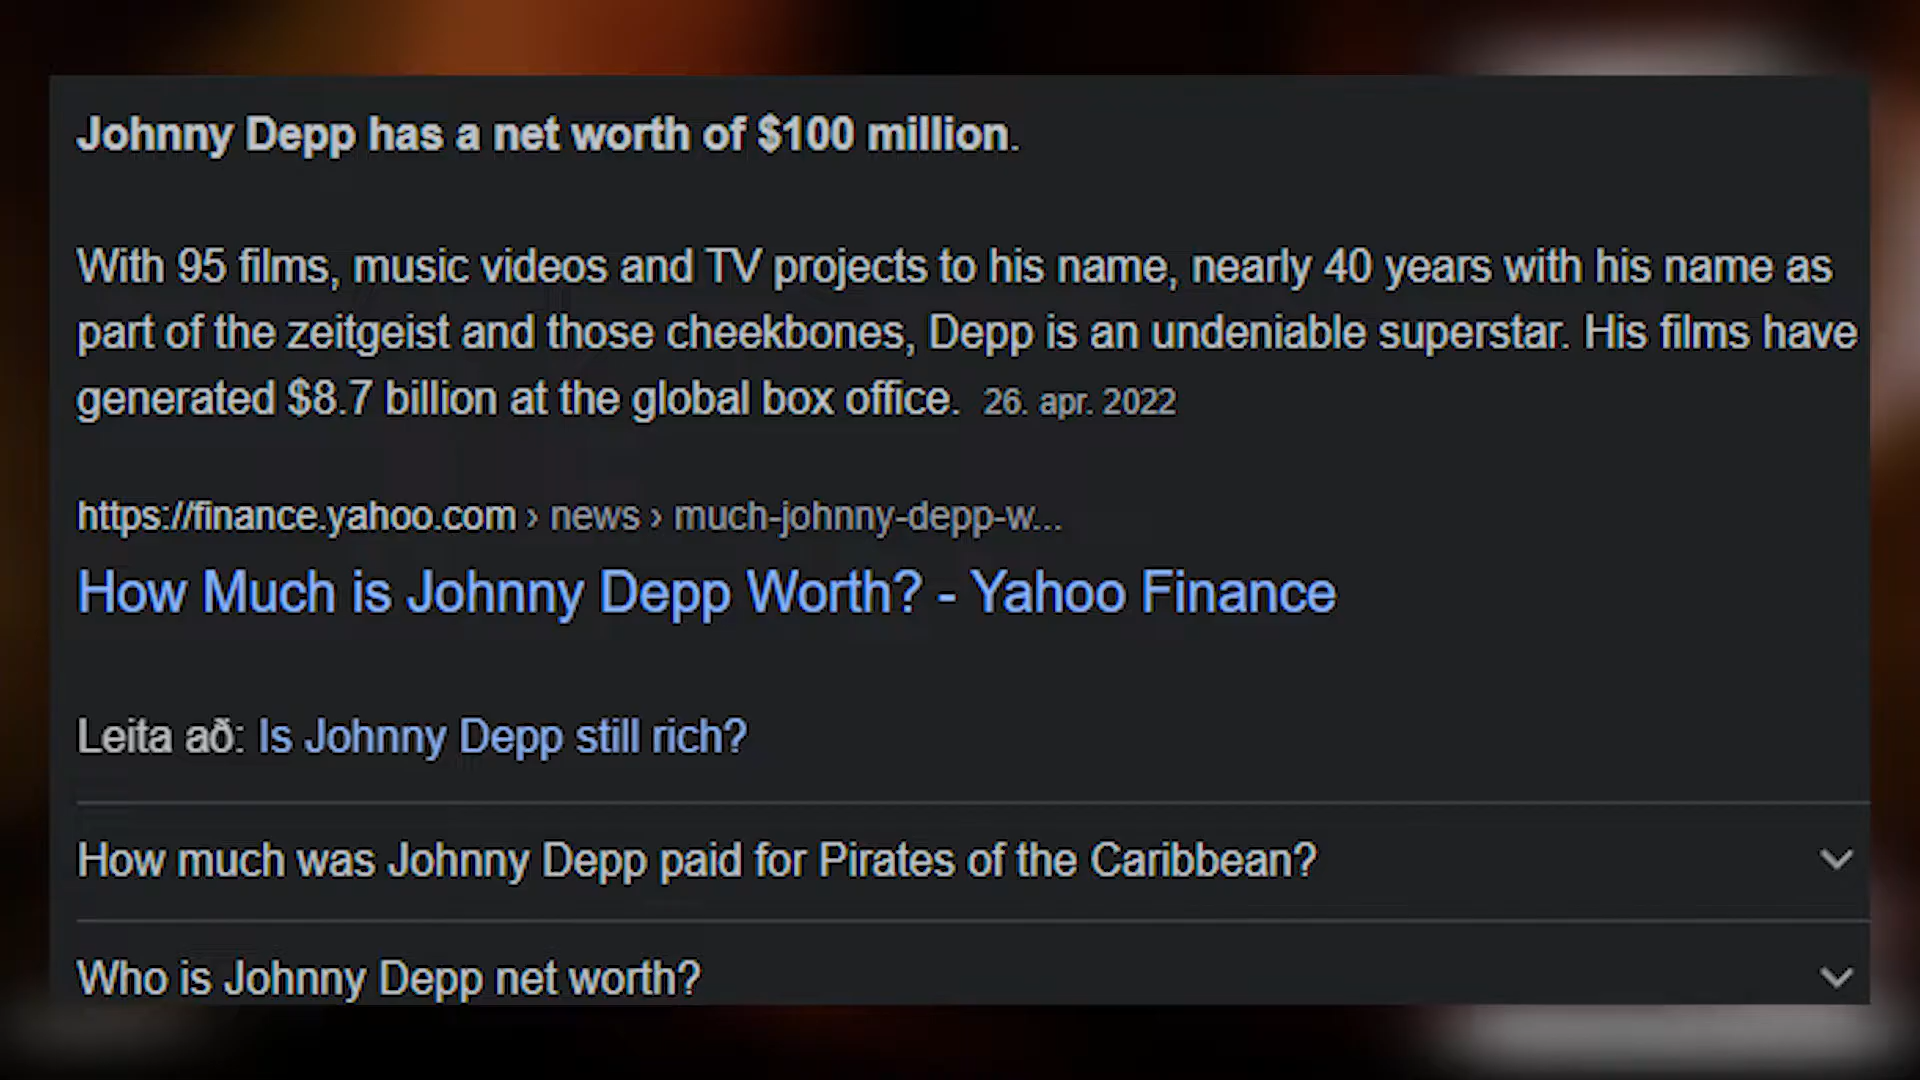 Johnny Depp has a net worth of $100 million.
With 95 films, music videos and TV projects to his name, nearly 40 years with his name as
part of the zeitgeist and those cheekbones, Depp is an undeniable superstar. His films have
generated $8.7 billion at the global box office. 26. apr. 2022
https://finance.yahoo.com › news › much-johnny-depp-w...
How Much is Johnny Depp Worth? - Yahoo Finance
Leita að: Is Johnny Depp still rich?
How much was Johnny Depp paid for Pirates of the Caribbean?
Who is Johnny Depp net worth?